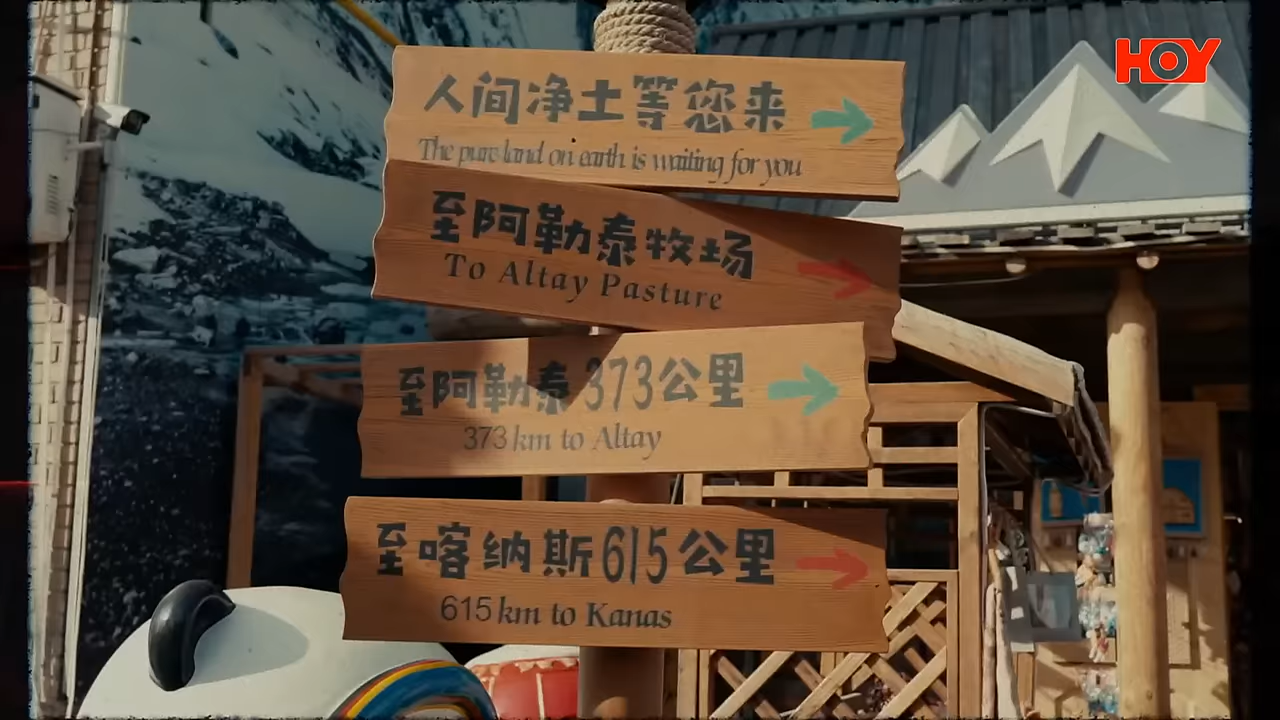 HOY
人间净土等您来
The pure land on earth is waiting for you
至阿勒泰牧场
To Altay Pasture
至阿勒泰373公里
373 km to Altay
至喀纳斯615公里
615 km to Kanas